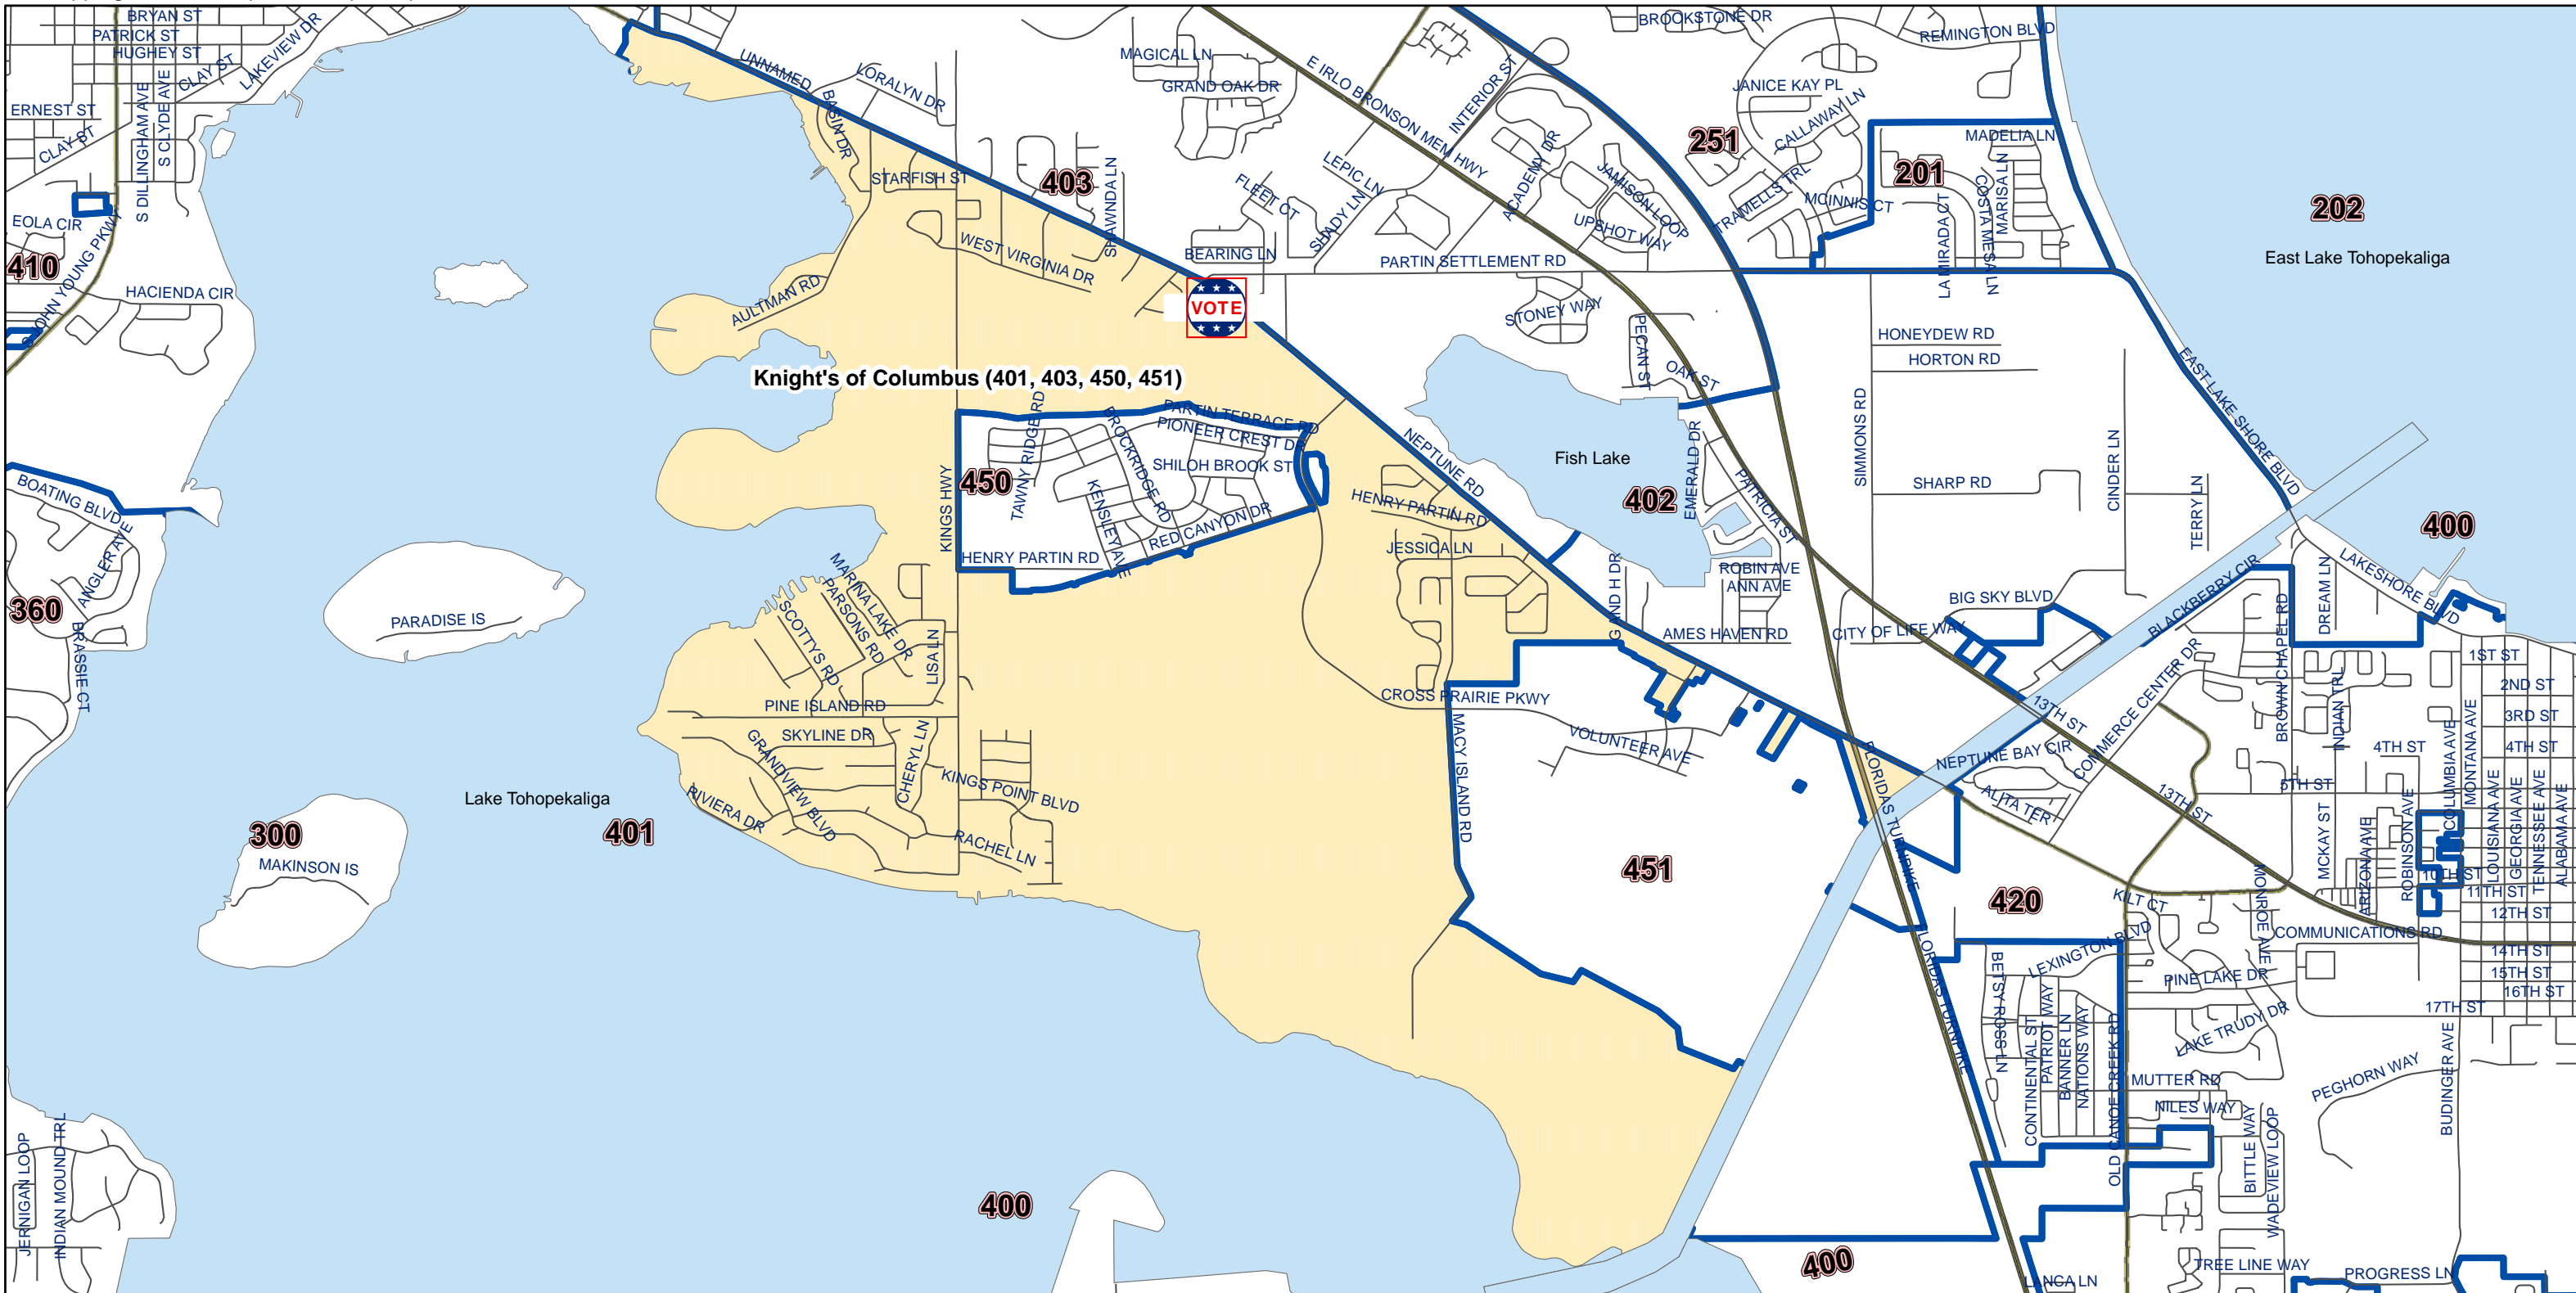 BRYAN ST
PATRICK ST
HUGHEY ST
CLAY ST
LAKEVIEW DR
ERNEST ST
CLAY ST
S DILLINGHAM AVE
S CLYDE AVE
EOLA CIR
410
S JOHN YOUNG PKWY
HACIENDA CIR
BOATING BLVD
ANGLER AVE
360
BRASSIE CT
PARADISE IS
300
MAKINSON IS
Lake Tohopekaliga
401
JERNIGAN LOOP
INDIAN MOUND TRL
400
UNNAMED
LORALYN DR
BASIN DR
STARFISH ST
403
SHAWNDA LN
WEST VIRGINIA DR
AULTMAN RD
MAGICAL LN
GRAND OAK DR
E IRLO BRONSON MEM HWY
INTERIOR ST
LEPIC LN
FLEET CT
SHADY LN
BEARING LN
ACADEMY DR
JAMISON LOOP
UPSHOT WAY
PARTIN SETTLEMENT RD
VOTE
Knight's of Columbus (401, 403, 450, 451)
STONEY WAY
PECAN ST
OAK ST
BROOKSTONE DR
REMINGTON BLVD
JANICE KAY PL
CALLAWAY LN
251
TRAMELLS TRL
MCINNIS CT
MADELIA LN
201
LA MIRADA CT
COSTA MESA LN
MARISA LN
202
East Lake Tohopekaliga
HONEYDEW RD
HORTON RD
SIMMONS RD
SHARP RD
CINDER LN
TERRY LN
EAST LAKE SHORE BLVD
400
PARTIN TERRACE RD
PIONEER CREST DR
SHILOH BROOK ST
TAWNY RIDGE RD
BROCKRIDGE RD
KENSLEY AVE
RED CANYON DR
450
KINGS HWY
HENRY PARTIN RD
NEPTUNE RD
HENRY PARTIN RD
JESSICA LN
Fish Lake
402
EMERALD DR
PATRICIA ST
ROBIN AVE
ANN AVE
G AND H DR
AMES HAVEN RD
CITY OF LIFE WAY
BIG SKY BLVD
BLACKBERRY CIR
DREAM LN
LAKESHORE BLVD
MARINA LAKE DR
PARSONS RD
SCOTTYS RD
LISA LN
PINE ISLAND RD
SKYLINE DR
GRANDVIEW BLVD
CHERYL LN
KINGS POINT BLVD
RIVIERA DR
RACHEL LN
CROSS PRAIRIE PKWY
MACY ISLAND RD
VOLUNTEER AVE
451
FLORIDAS TURNPIKE
FLORIDAS TURNPIKE
13TH ST
NEPTUNE BAY CIR
COMMERCE CENTER DR
ALITA TER
BROWN CHAPEL RD
INDIAN TRL
1ST ST
2ND ST
3RD ST
4TH ST
4TH ST
5TH ST
13TH ST
MCKAY ST
ARIZONA AVE
ROBINSON AVE
COLUMBIA AVE
MONTANA AVE
LOUISIANA AVE
GEORGIA AVE
TENNESSEE AVE
ALABAMA AVE
10TH ST
11TH ST
12TH ST
14TH ST
15TH ST
16TH ST
17TH ST
420
KILT CT
MONROE AVE
COMMUNICATIONS RD
LEXINGTON BLVD
PINE LAKE DR
LAKE TRUDY DR
BETSY ROSS LN
CONTINENTAL ST
PATRIOT WAY
BANNER LN
NATIONS WAY
OLD CANOE CREEK RD
MUTTER RD
NILES WAY
BITTLE WAY
WADEVIEW LOOP
PEGHORN WAY
BUDINGER AVE
TREE LINE WAY
PROGRESS LN
LANCA LN
400